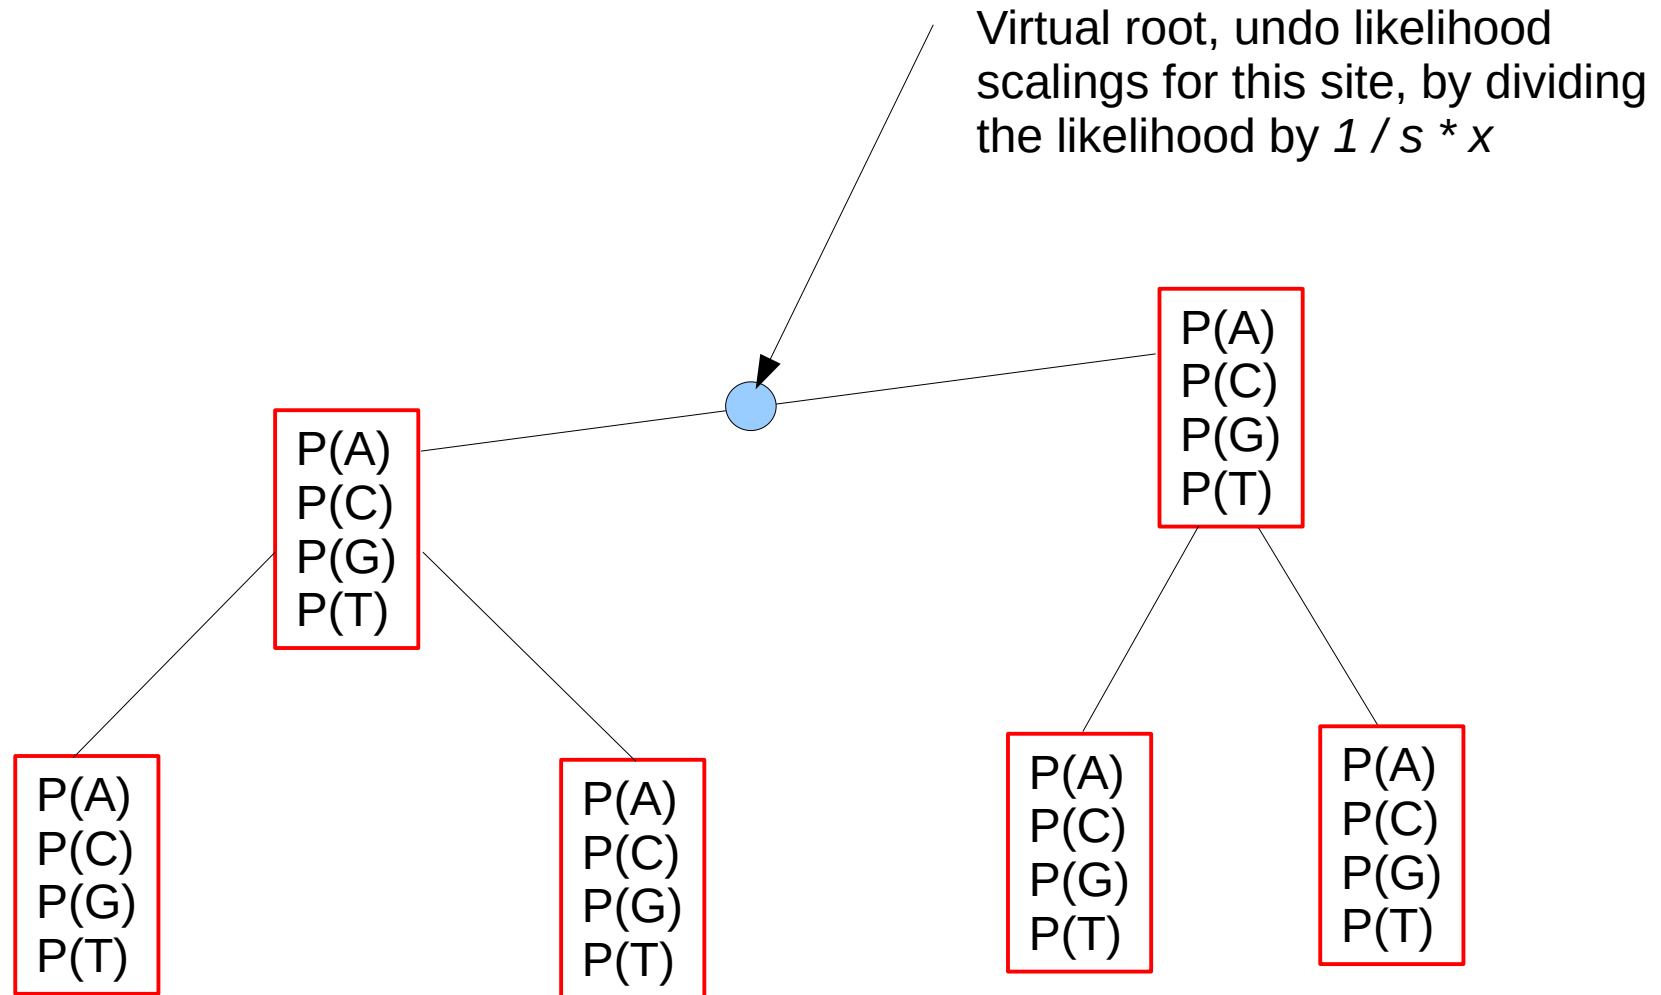 Virtual root, undo likelihood
scalings for this site, by dividing
the likelihood by 1 / s * x
P(A)
P(C)
P(G)
P(T)
P(A)
P(C)
P(G)
P(T)
P(A)
P(C)
P(G)
P(T)
P(A)
P(C)
P(G)
P(T)
P(A)
P(C)
P(G)
P(T)
P(A)
P(C)
P(G)
P(T)